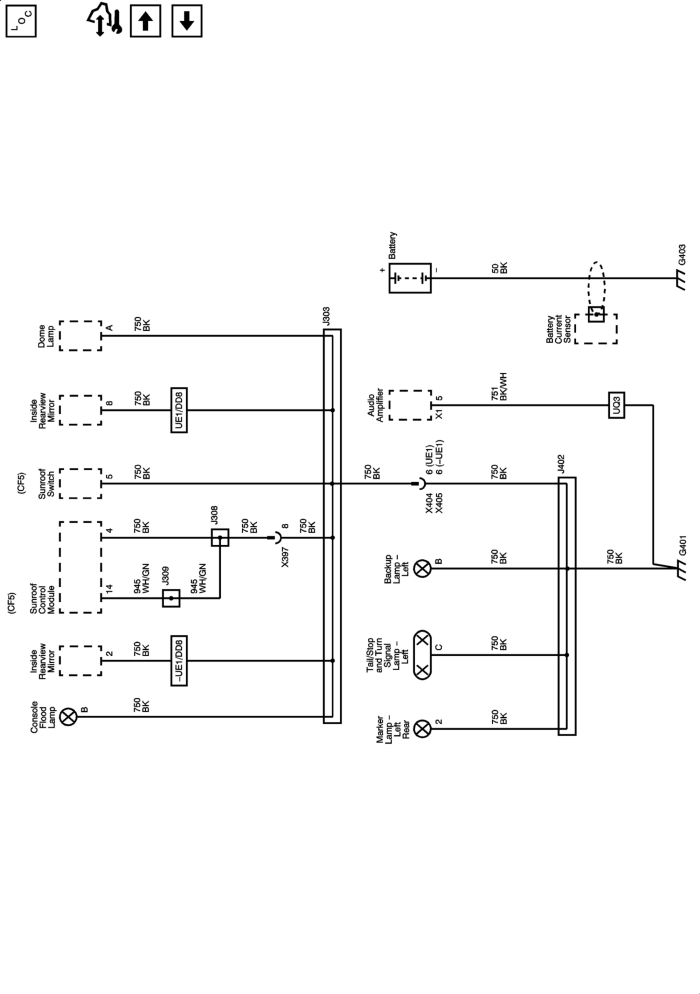 LOC
Console
Flood
Lamp
B
750
BK
Inside
Rearview
Mirror
2
750
BK
–UE1/DD8
(CF5)
Sunroof
Control
Module
14
945
WH/GN
J309
945
WH/GN
4
750
BK
J308
750
BK
8
X397
750
BK
(CF5)
Sunroof
Switch
5
750
BK
Inside
Rearview
Mirror
8
750
BK
UE1/DD8
Dome
Lamp
A
750
BK
J303
750
BK
6 (UE1)
6 (–UE1)
X404
X405
750
BK
J402
Marker
Lamp –
Left
Rear
2
750
BK
Tail/Stop
and Turn
Signal
Lamp –
Left
C
750
BK
Backup
Lamp –
Left
B
750
BK
750
BK
G401
Audio
Amplifier
5
X1
751
BK/WH
UQ3
Battery
+
–
50
BK
Battery
Current
Sensor
G403